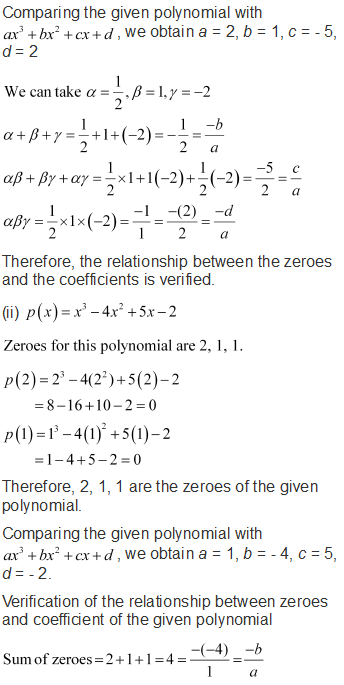 Comparing the given polynomial with
ax³ + bx² + cx + d , we obtain a = 2, b = 1, c = - 5,
d = 2
We can take α = 1/2, β = 1, γ = −2
α + β + γ = 1/2 + 1 + (−2) = −1/2 = −b/a
αβ + βγ + αγ = 1/2 × 1 + 1(−2) + 1/2(−2) = −5/2 = c/a
αβγ = 1/2 × 1 × (−2) = −1/1 = −(2)/2 = −d/a
Therefore, the relationship between the zeroes
and the coefficients is verified.
(ii) p(x) = x³ − 4x² + 5x − 2
Zeroes for this polynomial are 2, 1, 1.
p(2) = 2³ − 4(2²) + 5(2) − 2
= 8 − 16 + 10 − 2 = 0
p(1) = 1³ − 4(1)² + 5(1) − 2
= 1 − 4 + 5 − 2 = 0
Therefore, 2, 1, 1 are the zeroes of the given
polynomial.
Comparing the given polynomial with
ax³ + bx² + cx + d , we obtain a = 1, b = - 4, c = 5,
d = - 2.
Verification of the relationship between zeroes
and coefficient of the given polynomial
Sum of zeroes = 2 + 1 + 1 = 4 = −(−4)/1 = −b/a